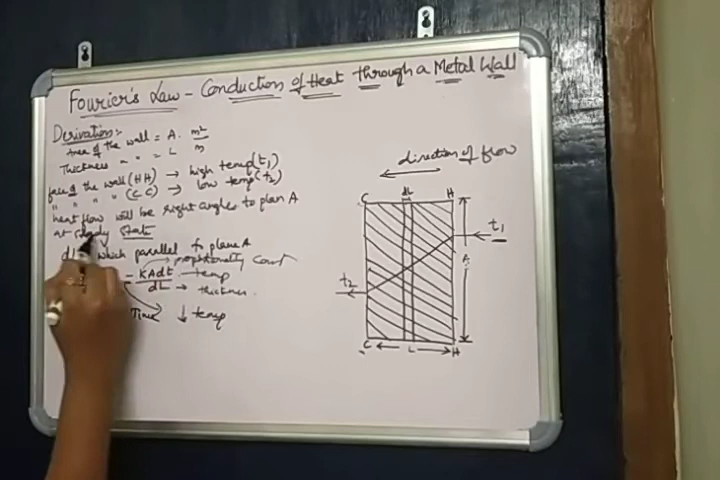 Fourier's Law - Conduction of Heat through a Metal Wall
Derivation:-
Area of the wall = A. m²
Thickness " " = L m
face of the wall (HH) → high temp(t₁)
" " " " (C C) → low temp(t₂)
heat flow will be right angles to plan A
at steady State
dL which parallel to plane A
= KAdt proportionality Const
dL temp
→ thickness.
Time ↓ temp
direction of flow
C dL H
t₁
A
t₂
C L H